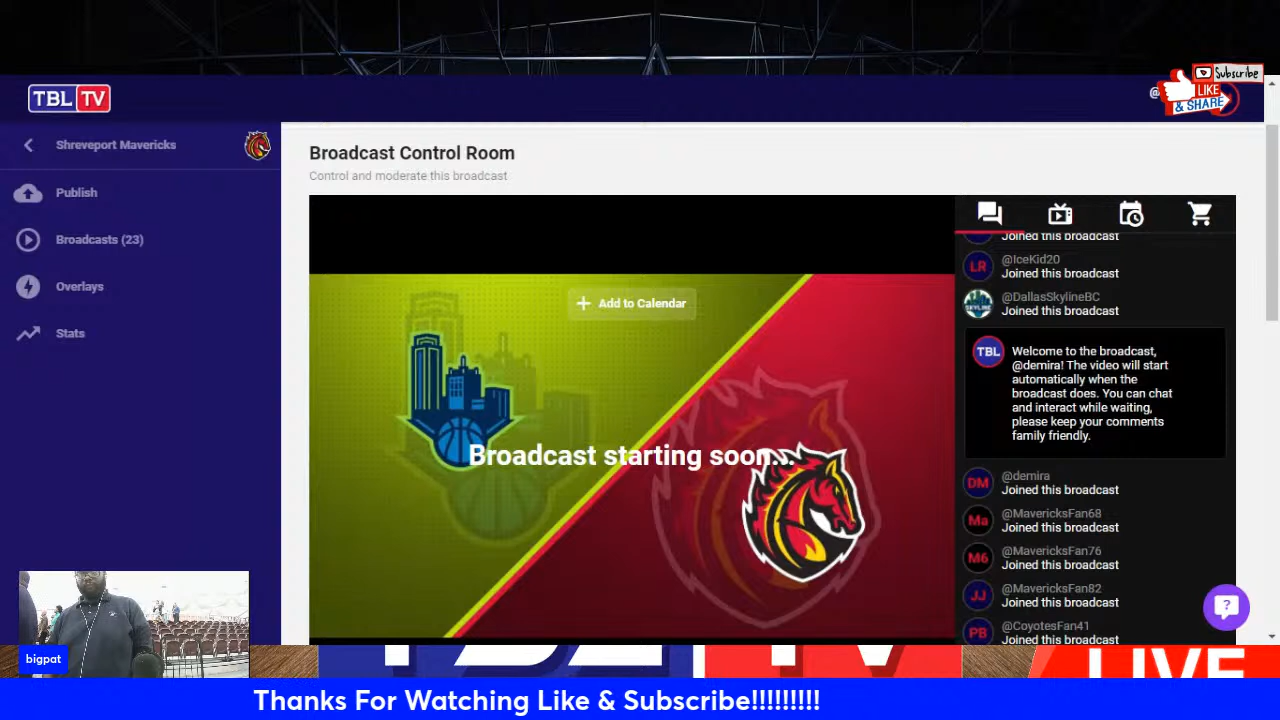 Subscribe
LIKE
& SHARE
@
TBL TV
Shreveport Mavericks
Publish
Broadcasts (23)
Overlays
Stats
Broadcast Control Room
Control and moderate this broadcast
Add to Calendar
Broadcast starting soon...
Joined this broadcast
LR
@IceKid20
Joined this broadcast
SKYLINE
@DallasSkylineBC
Joined this broadcast
TBL
Welcome to the broadcast,
@demira! The video will start
automatically when the
broadcast does. You can chat
and interact while waiting,
please keep your comments
family friendly.
DM
@demira
Joined this broadcast
Ma
@MavericksFan68
Joined this broadcast
M6
@MavericksFan76
Joined this broadcast
JJ
@MavericksFan82
Joined this broadcast
PB
@CoyotesFan41
Joined this broadcast
?
bigpat
TBL TV
LIVE
Thanks For Watching Like & Subscribe!!!!!!!!!